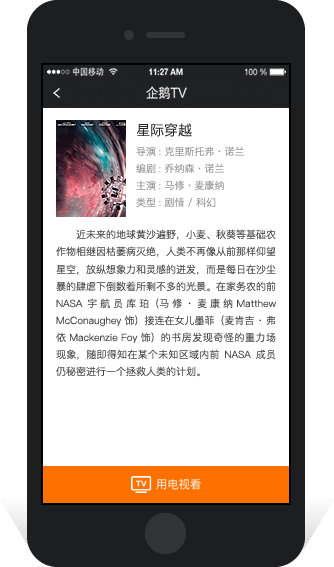 ●●○○○ 中国移动 11:27 AM 100 %
企鹅TV
星际穿越
导演：克里斯托弗·诺兰
编剧：乔纳森·诺兰
主演：马修·麦康纳
类型：剧情 / 科幻
近未来的地球黄沙遍野，小麦、秋葵等基础农
作物相继因枯萎病灭绝，人类不再像从前那样仰望
星空，放纵想象力和灵感的迸发，而是每日在沙尘
暴的肆虐下倒数着所剩不多的光景。在家务农的前
NASA 宇航员库珀（马修·麦康纳Matthew
McConaughey 饰）接连在女儿墨菲（麦肯吉·弗
依 Mackenzie Foy 饰）的书房发现奇怪的重力场
现象，随即得知在某个未知区域内前 NASA 成员
仍秘密进行一个拯救人类的计划。
TV 用电视看